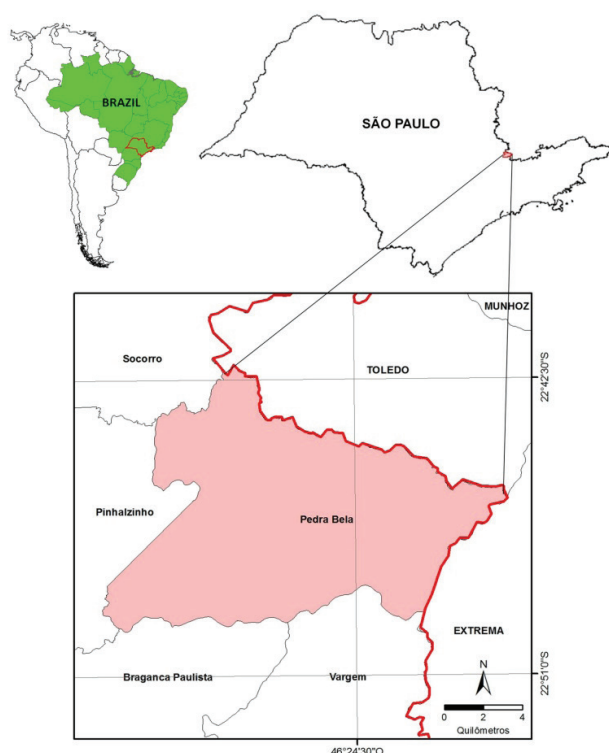 BRAZIL
SÃO PAULO
MUNHOZ
Socorro
TOLEDO
22°42'30"S
Pinhalzinho
Pedra Bela
EXTREMA
Braganca Paulista
Vargem
22°51'0"S
N
0 2 4
Quilômetros
46°24'30"O